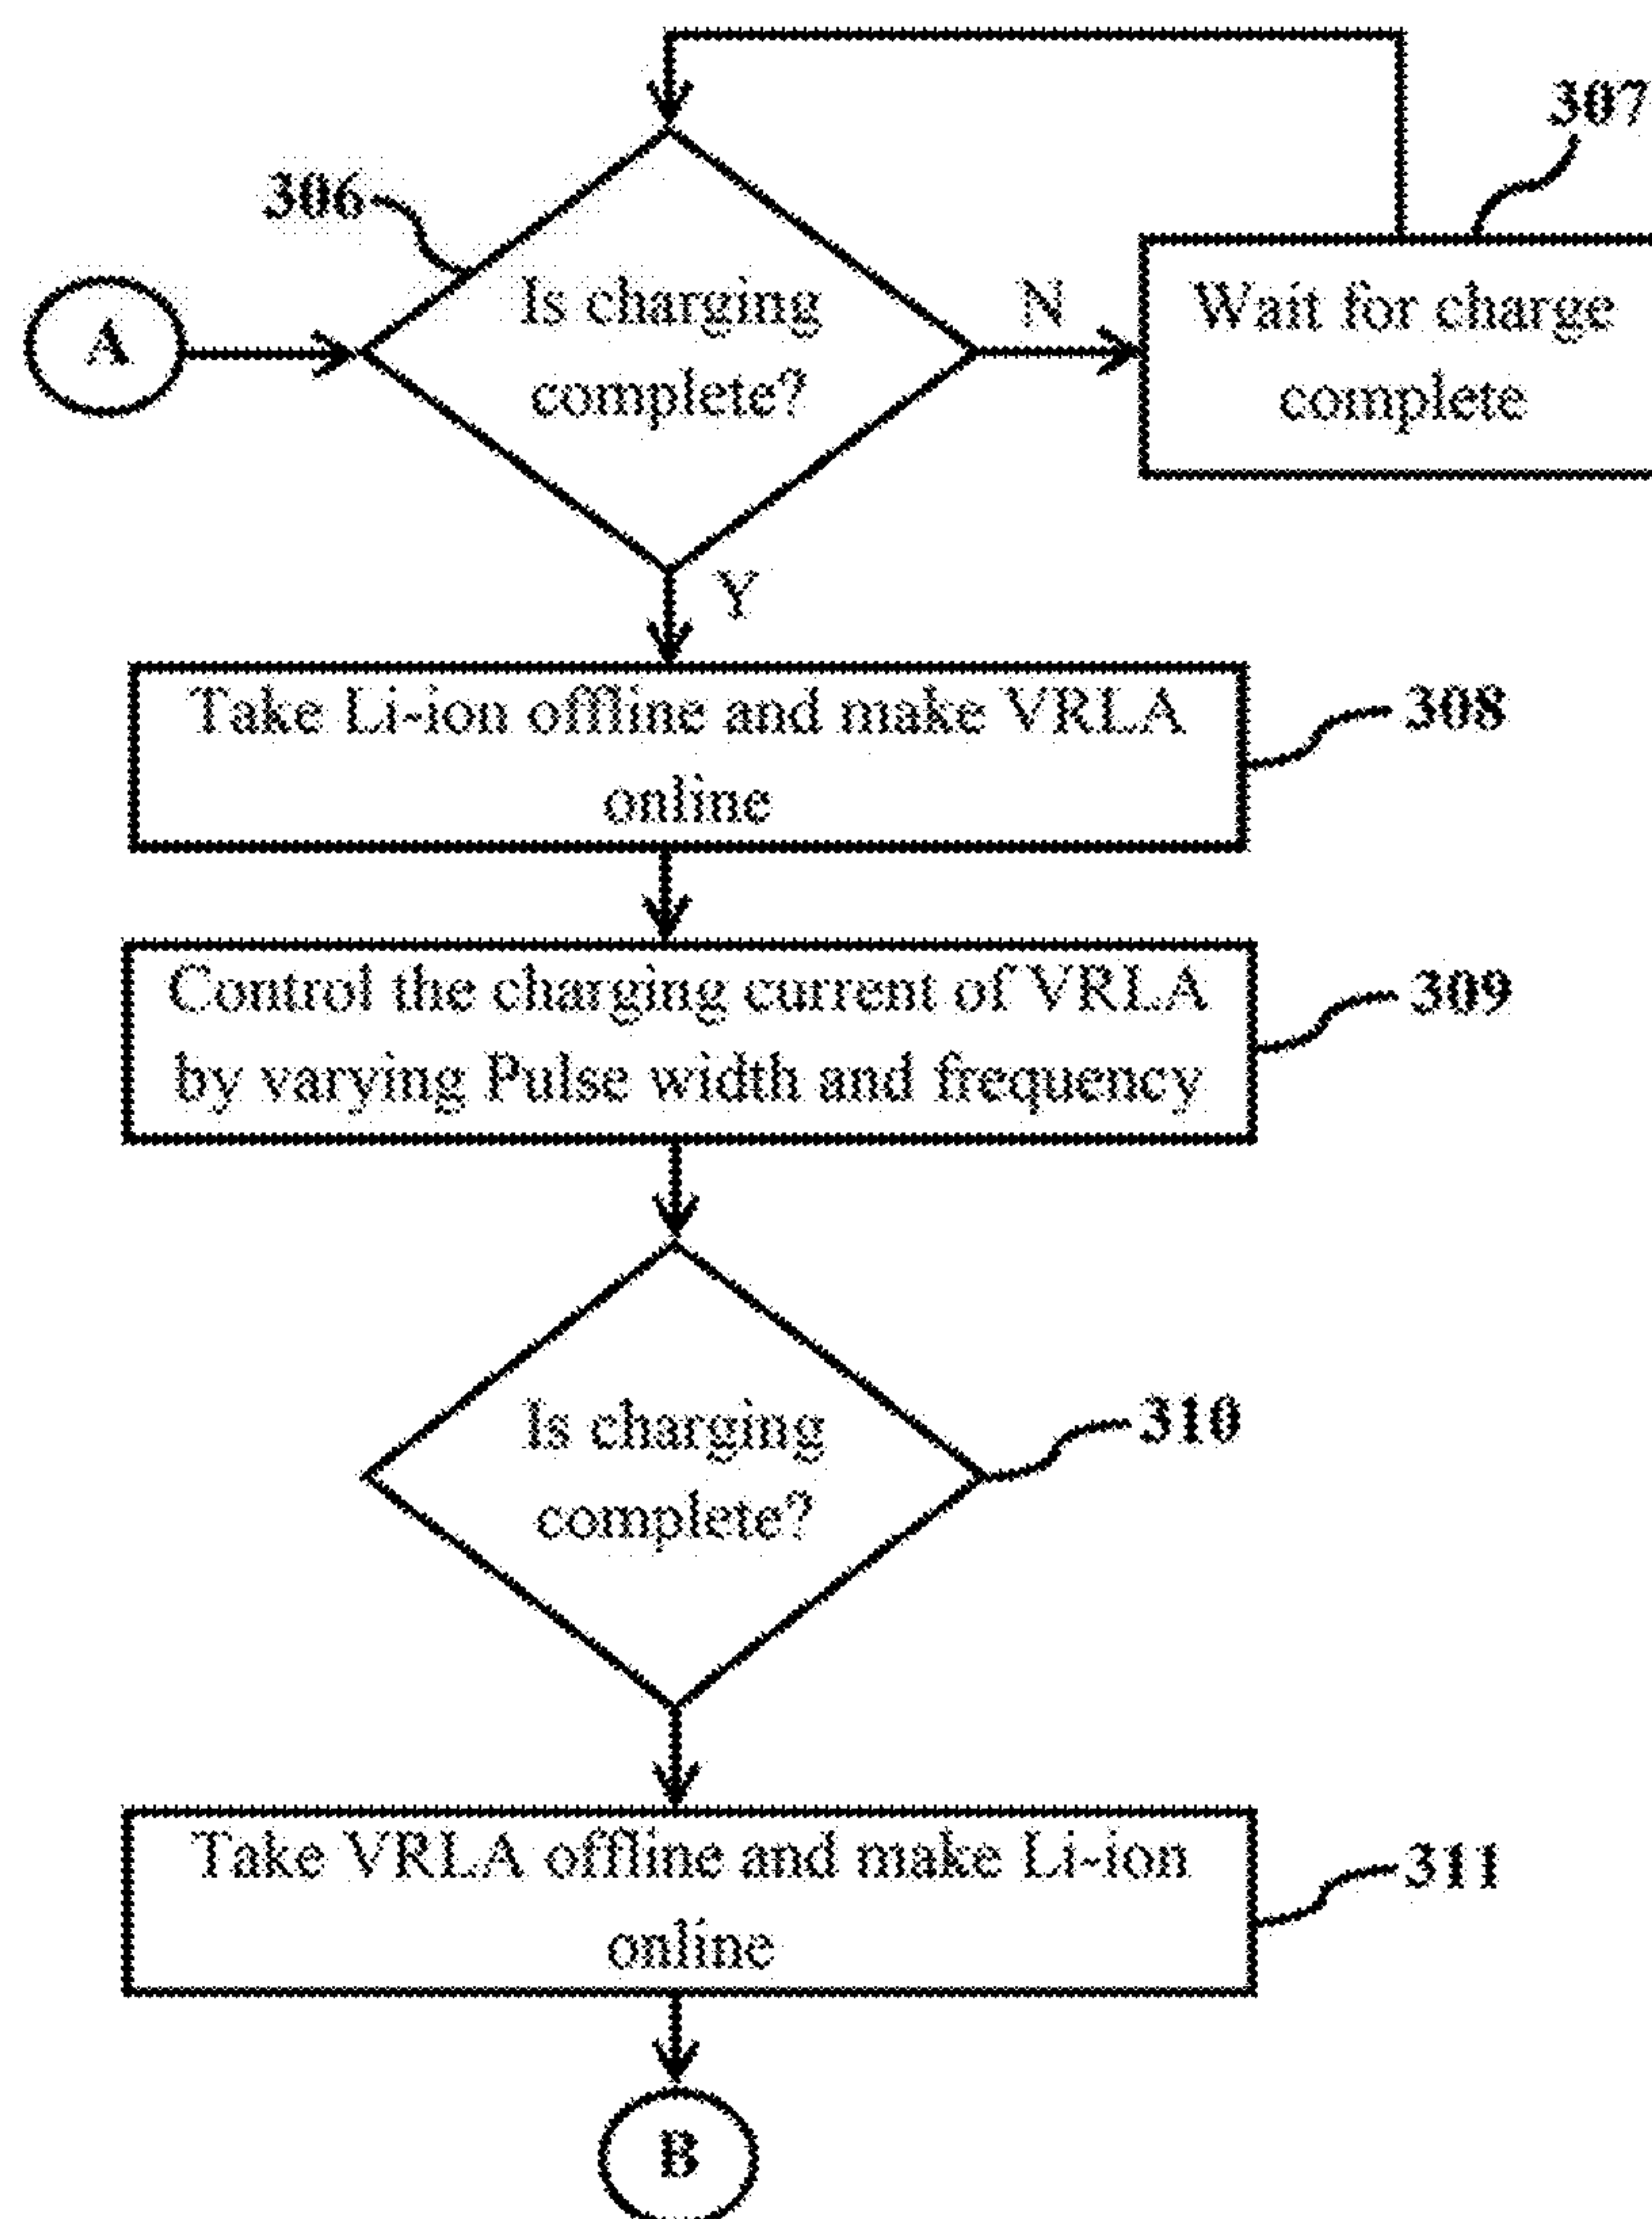 307
306
A
Is charging
complete?
N
Wait for charge
complete
Y
Take Li-ion offline and make VRLA
online
308
Control the charging current of VRLA
by varying Pulse width and frequency
309
Is charging
complete?
310
Take VRLA offline and make Li-ion
online
311
B